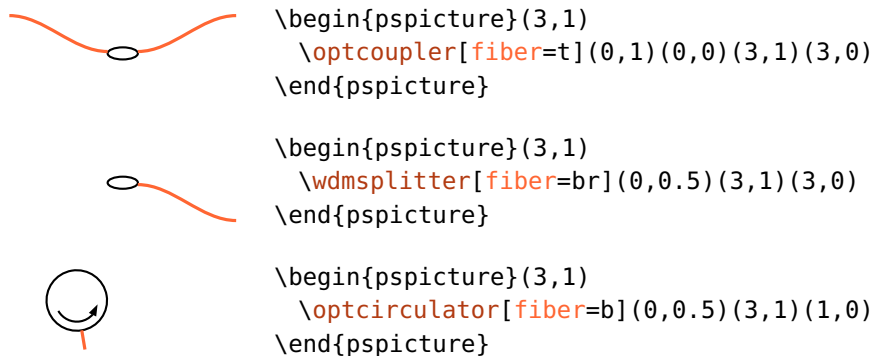 \begin{pspicture}(3,1)
  \optcoupler[fiber=t](0,1)(0,0)(3,1)(3,0)
\end{pspicture}
\begin{pspicture}(3,1)
  \wdmsplitter[fiber=br](0,0.5)(3,1)(3,0)
\end{pspicture}
\begin{pspicture}(3,1)
  \optcirculator[fiber=b](0,0.5)(3,1)(1,0)
\end{pspicture}